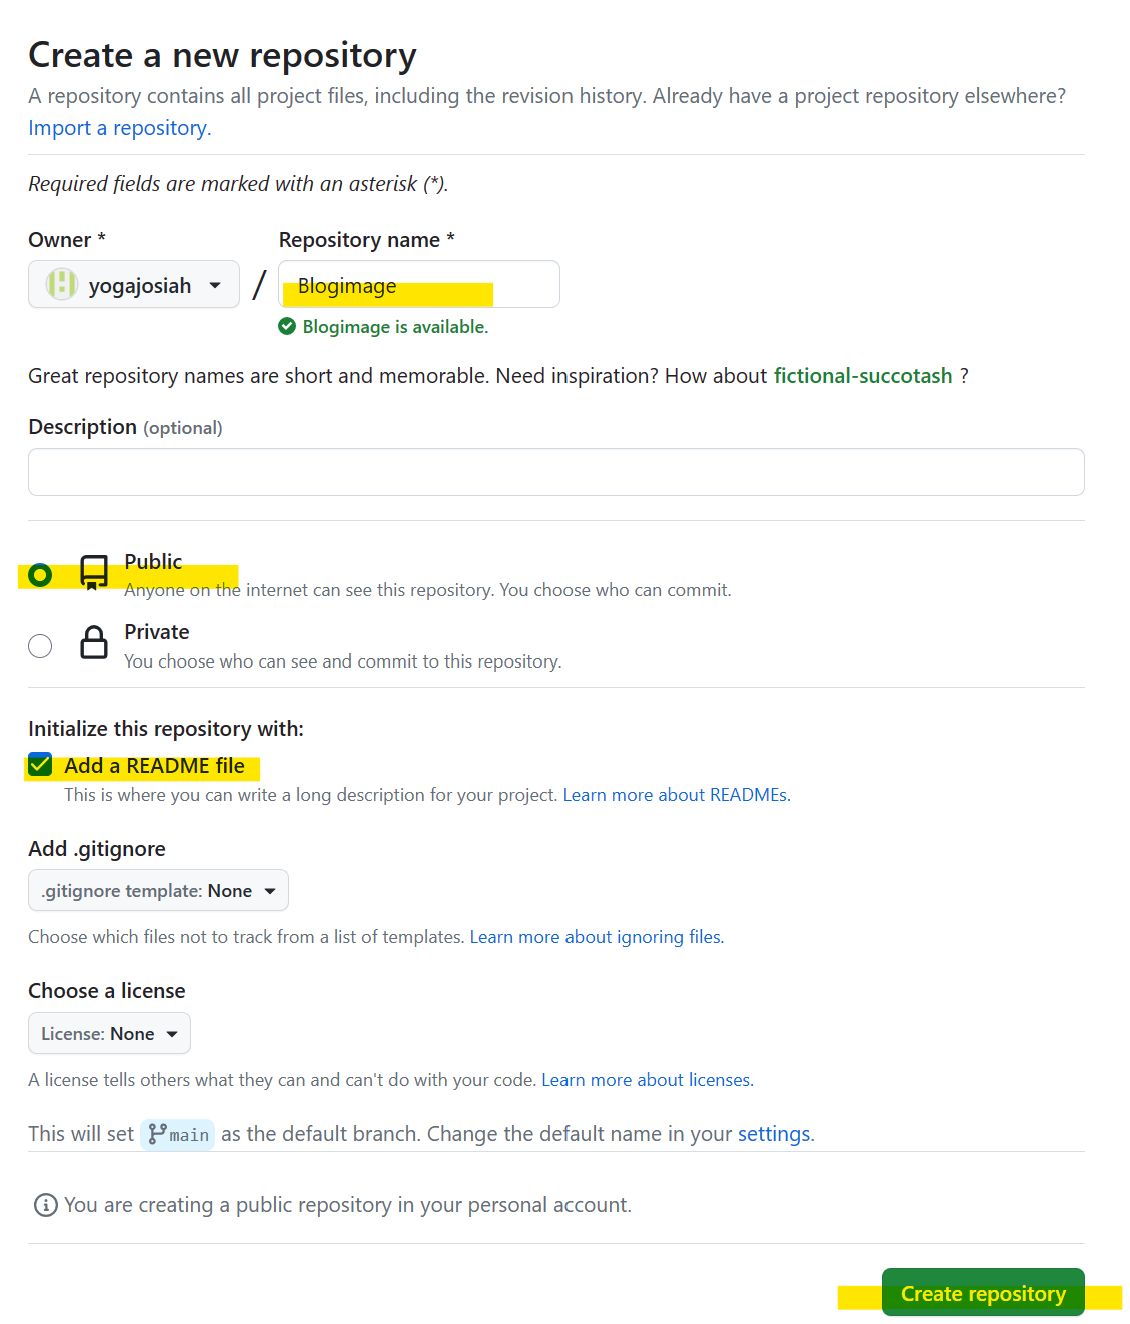 Create a new repository
A repository contains all project files, including the revision history. Already have a project repository elsewhere?
Import a repository.
Required fields are marked with an asterisk (*).
Owner *
Repository name *
yogajosiah
/
Blogimage
Blogimage is available.
Great repository names are short and memorable. Need inspiration? How about fictional-succotash ?
Description (optional)
Public
Anyone on the internet can see this repository. You choose who can commit.
Private
You choose who can see and commit to this repository.
Initialize this repository with:
Add a README file
This is where you can write a long description for your project. Learn more about READMEs.
Add .gitignore
.gitignore template: None
Choose which files not to track from a list of templates. Learn more about ignoring files.
Choose a license
License: None
A license tells others what they can and can't do with your code. Learn more about licenses.
This will set main as the default branch. Change the default name in your settings.
You are creating a public repository in your personal account.
Create repository